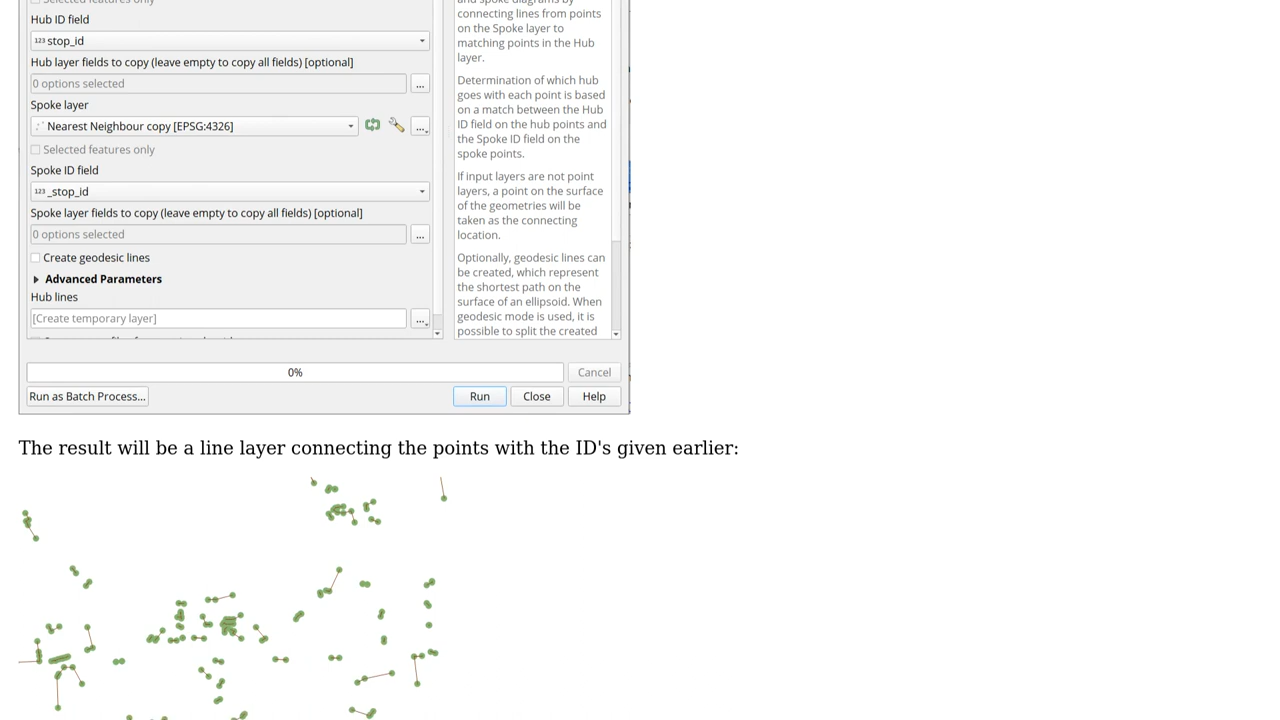 Selected features only
Hub ID field
123 stop_id
Hub layer fields to copy (leave empty to copy all fields) [optional]
0 options selected
...
Spoke layer
Nearest Neighbour copy [EPSG:4326]
...
Selected features only
Spoke ID field
123 _stop_id
Spoke layer fields to copy (leave empty to copy all fields) [optional]
0 options selected
...
Create geodesic lines
Advanced Parameters
Hub lines
[Create temporary layer]
...
and spoke diagrams by
connecting lines from points
on the Spoke layer to
matching points in the Hub
layer.
Determination of which hub
goes with each point is based
on a match between the Hub
ID field on the hub points and
the Spoke ID field on the
spoke points.
If input layers are not point
layers, a point on the surface
of the geometries will be
taken as the connecting
location.
Optionally, geodesic lines can
be created, which represent
the shortest path on the
surface of an ellipsoid. When
geodesic mode is used, it is
possible to split the created
0%
Cancel
Run as Batch Process...
Run
Close
Help
The result will be a line layer connecting the points with the ID's given earlier: